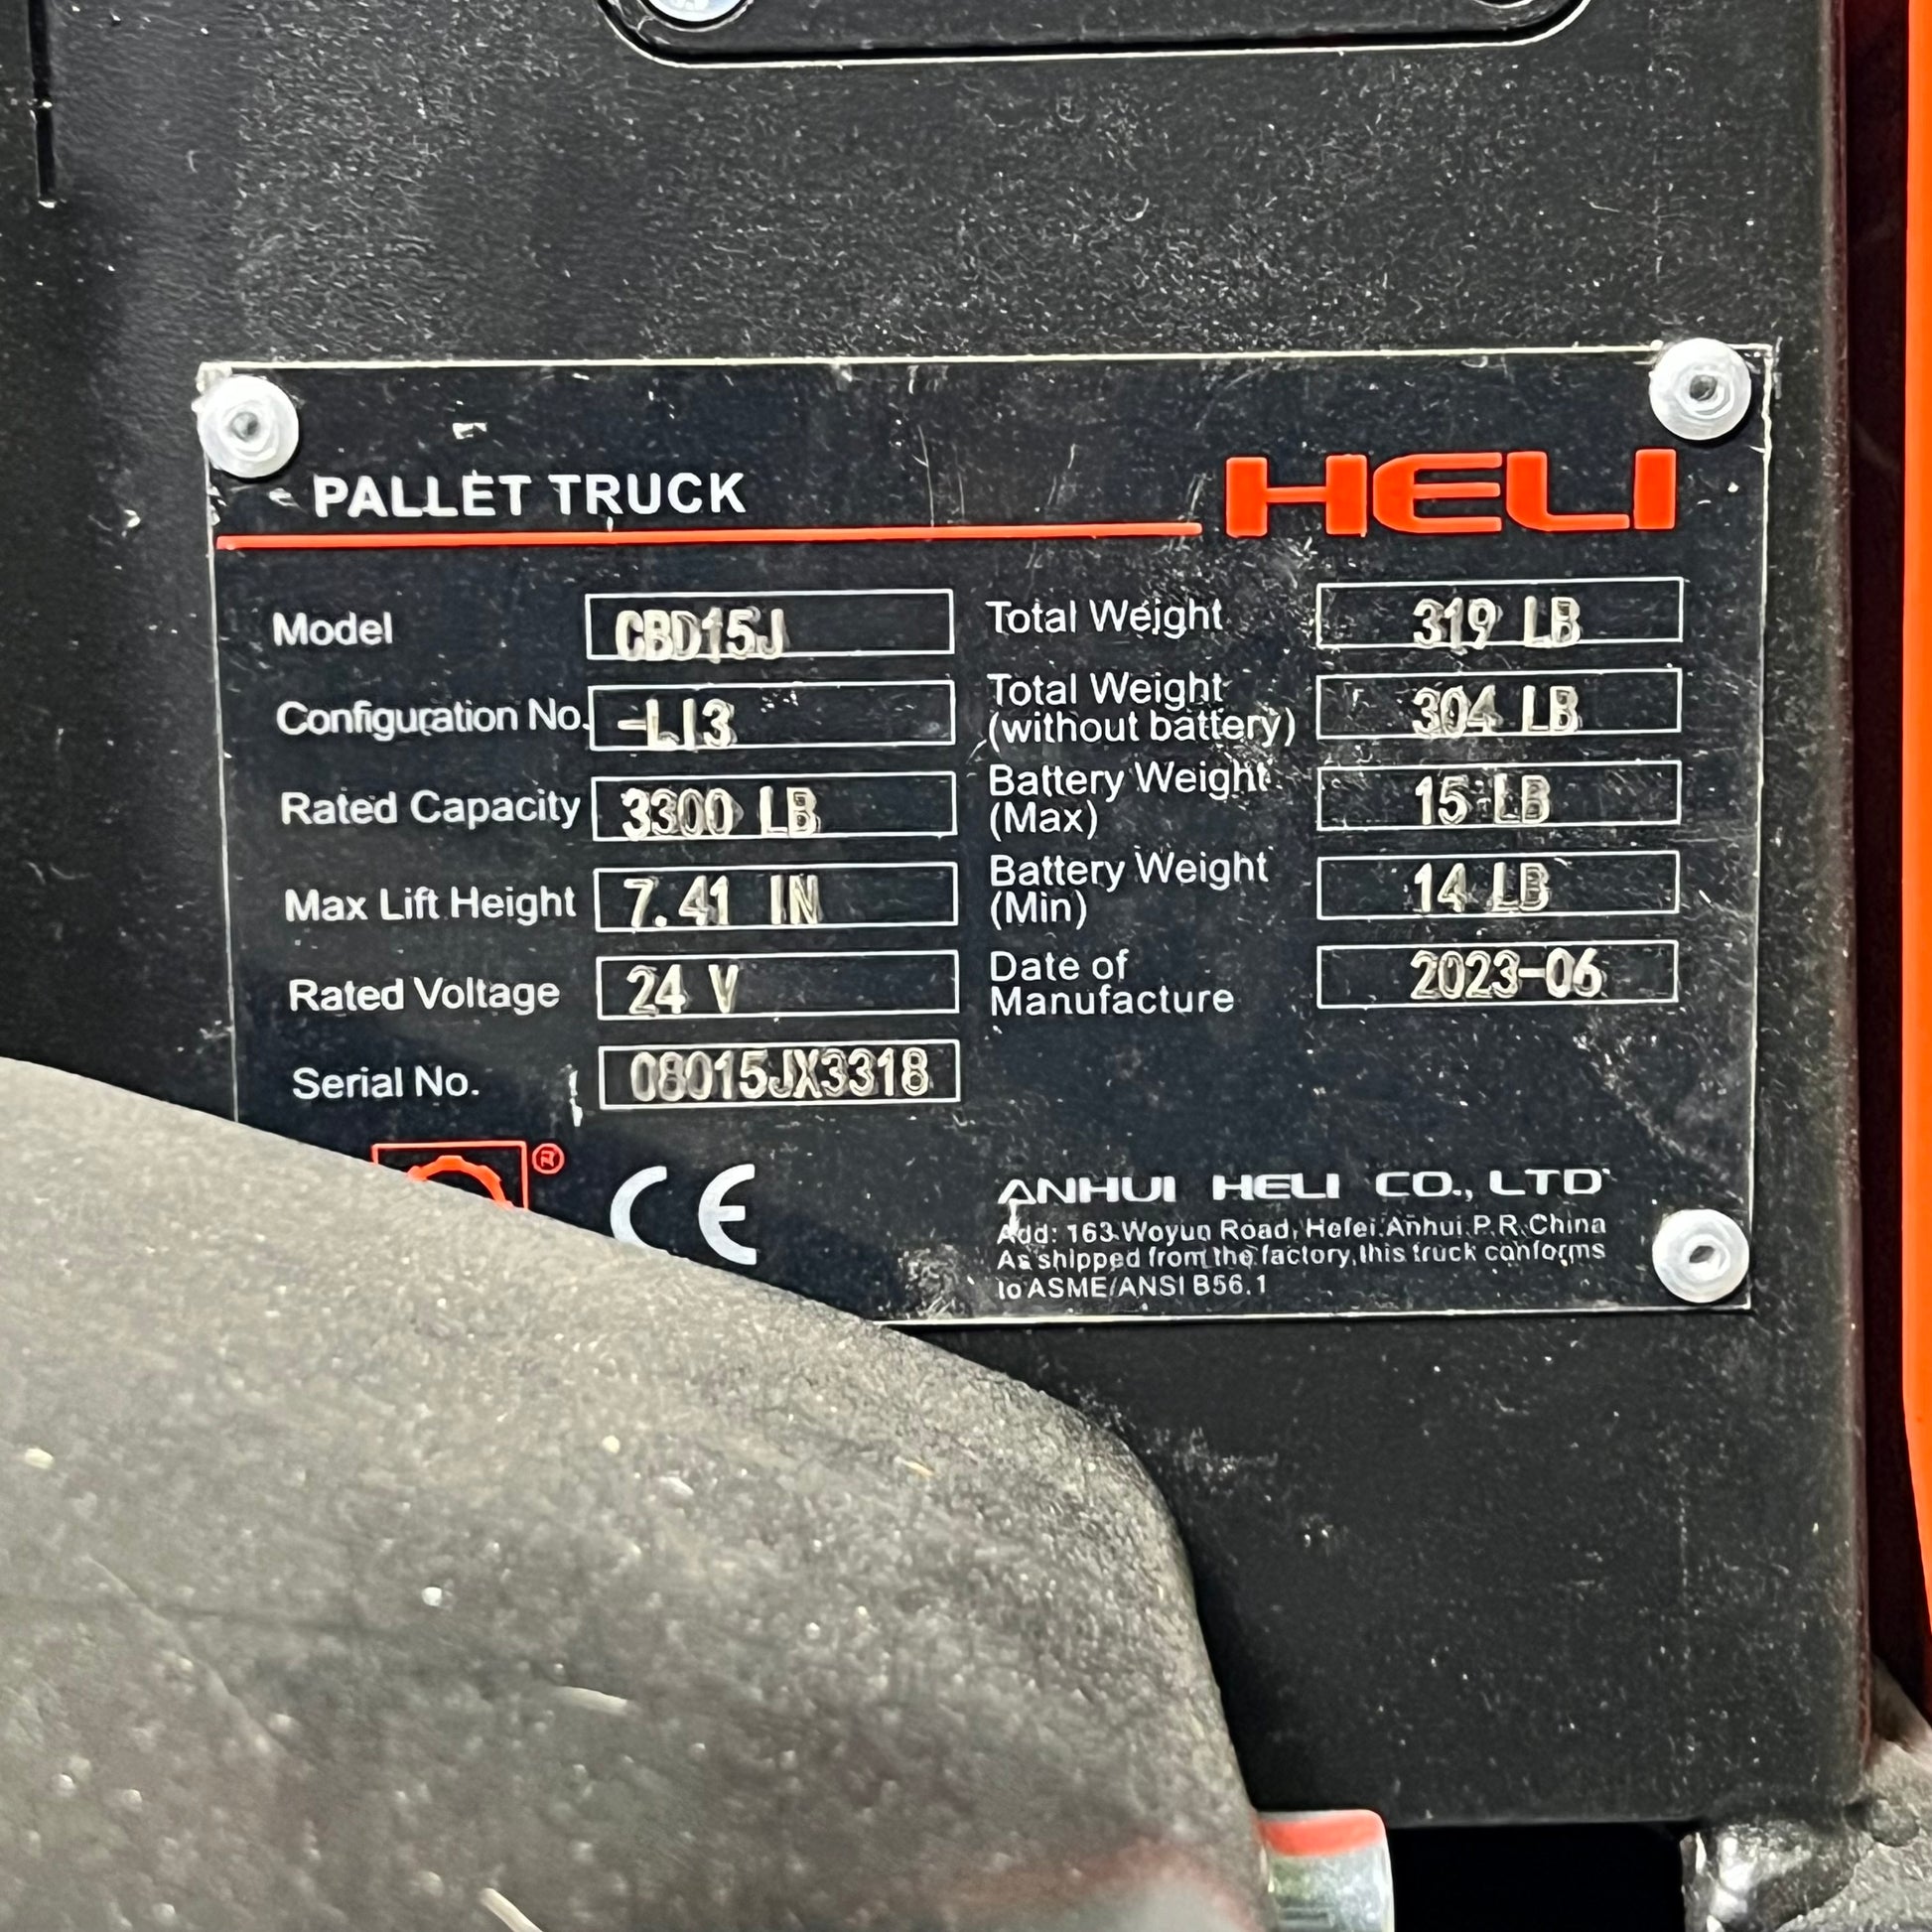 PALLET TRUCK
HELI
Model CBD15J
Configuration No. -LI3
Rated Capacity 3300 LB
Max Lift Height 7.41 IN
Rated Voltage 24 V
Serial No. 08015JX3318
Total Weight 319 LB
Total Weight
(without battery) 304 LB
Battery Weight
(Max) 15 LB
Battery Weight
(Min) 14 LB
Date of
Manufacture 2023-06
®
CE
ANHUI HELI CO., LTD
Add: 163.Woyun Road, Hefei.Anhui.P.R.China
As shipped from the factory,this truck conforms
to ASME/ANSI B56.1